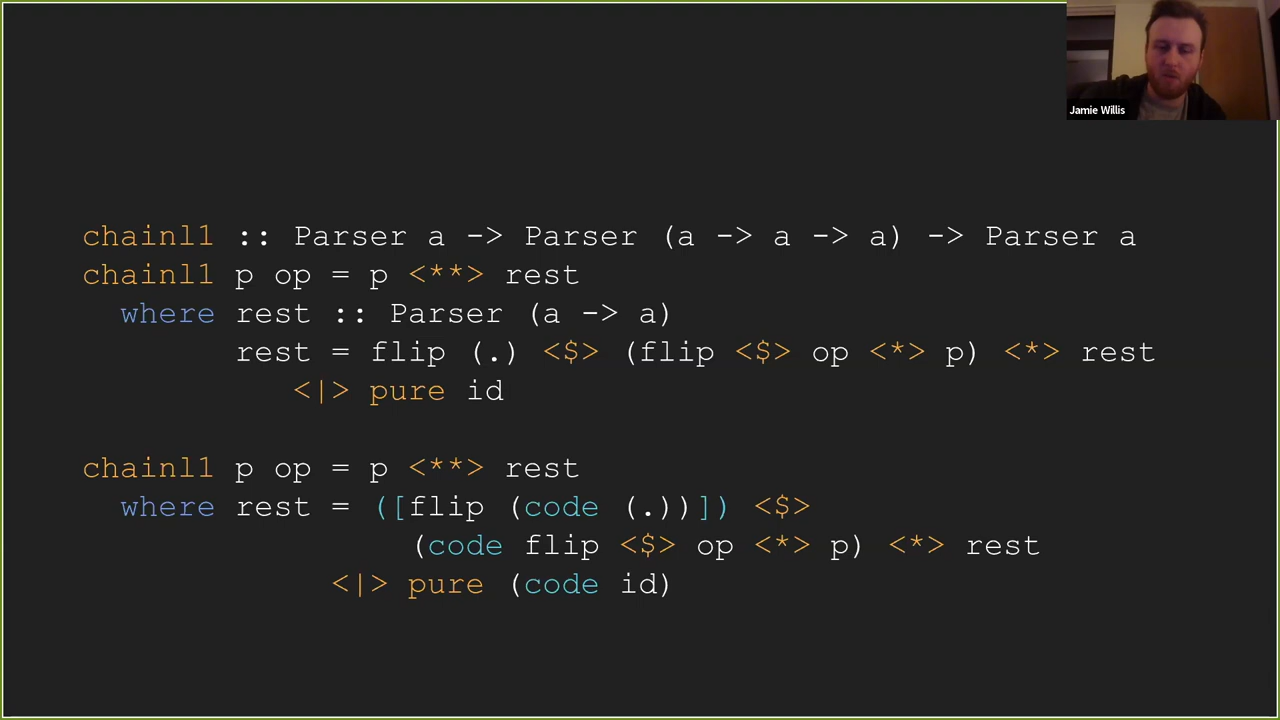 Jamie Willis
chainl1 :: Parser a -> Parser (a -> a -> a) -> Parser a
chainl1 p op = p <**> rest
where rest :: Parser (a -> a)
rest = flip (.) <$> (flip <$> op <*> p) <*> rest
<|> pure id
chainl1 p op = p <**> rest
where rest = ([flip (code (.))]) <$>
(code flip <$> op <*> p) <*> rest
<|> pure (code id)